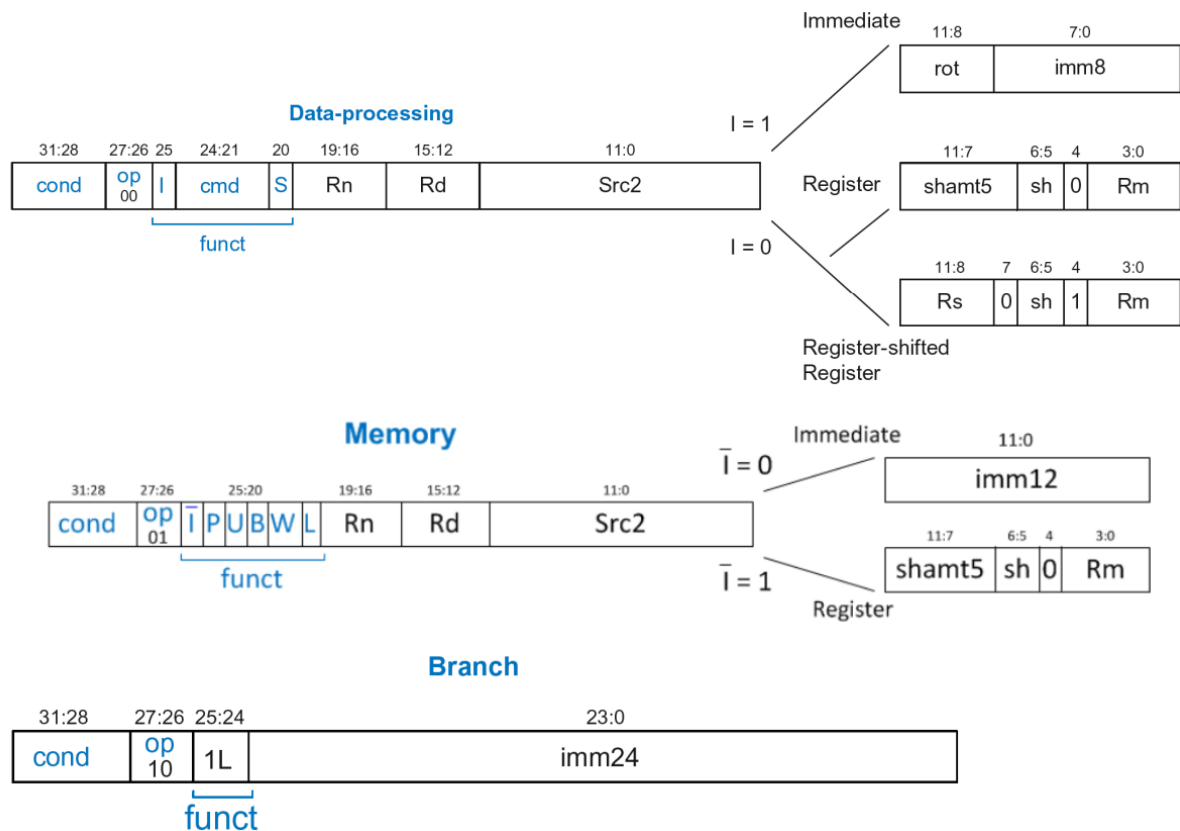 Immediate
11:8 7:0
rot imm8
Data-processing
I = 1
31:28 27:26 25 24:21 20 19:16 15:12 11:0
cond op 00 I cmd S Rn Rd Src2
funct
Register
11:7 6:5 4 3:0
shamt5 sh 0 Rm
I = 0
11:8 7 6:5 4 3:0
Rs 0 sh 1 Rm
Register-shifted
Register
Memory
Immediate
I̅ = 0
11:0
imm12
31:28 27:26 25:20 19:16 15:12 11:0
cond op 01 I̅ P U B W L Rn Rd Src2
funct
I̅ = 1
11:7 6:5 4 3:0
shamt5 sh 0 Rm
Register
Branch
31:28 27:26 25:24 23:0
cond op 10 1L imm24
funct